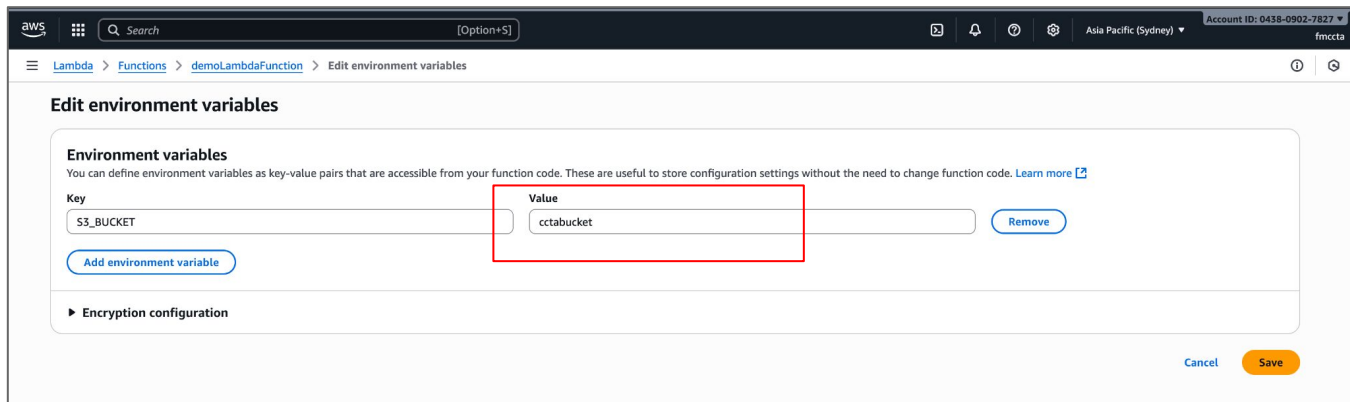 aws
Search
[Option+S]
Asia Pacific (Sydney) ▼
Account ID: 0438-0902-7827 ▼
fmccta
Lambda > Functions > demoLambdaFunction > Edit environment variables
Edit environment variables
Environment variables
You can define environment variables as key-value pairs that are accessible from your function code. These are useful to store configuration settings without the need to change function code. Learn more
Key
Value
S3_BUCKET
cctabucket
Remove
Add environment variable
▶ Encryption configuration
Cancel
Save